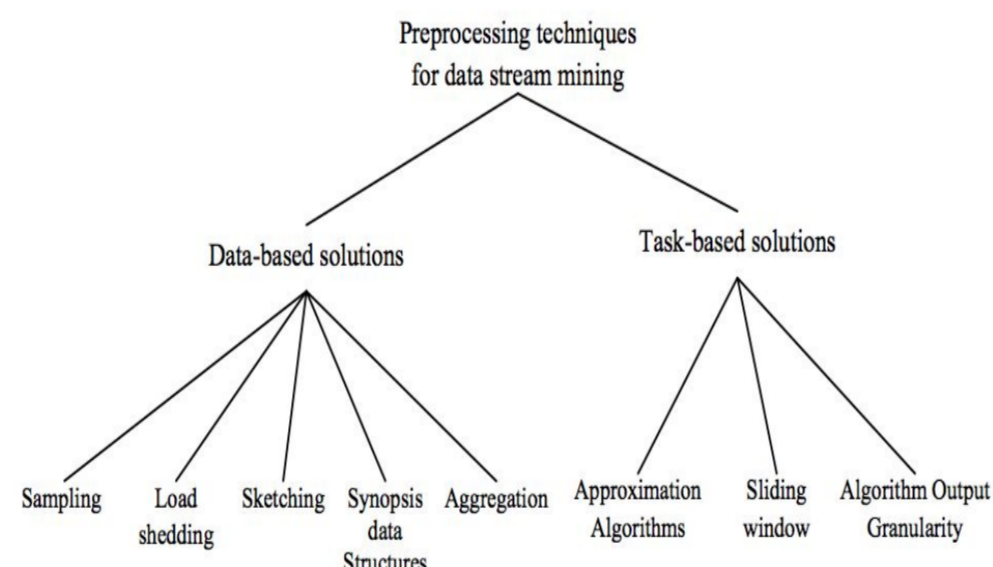 Preprocessing techniques
for data stream mining
Data-based solutions
Task-based solutions
Sampling
Load
shedding
Sketching
Synopsis
data
Structures
Aggregation
Approximation
Algorithms
Sliding
window
Algorithm Output
Granularity